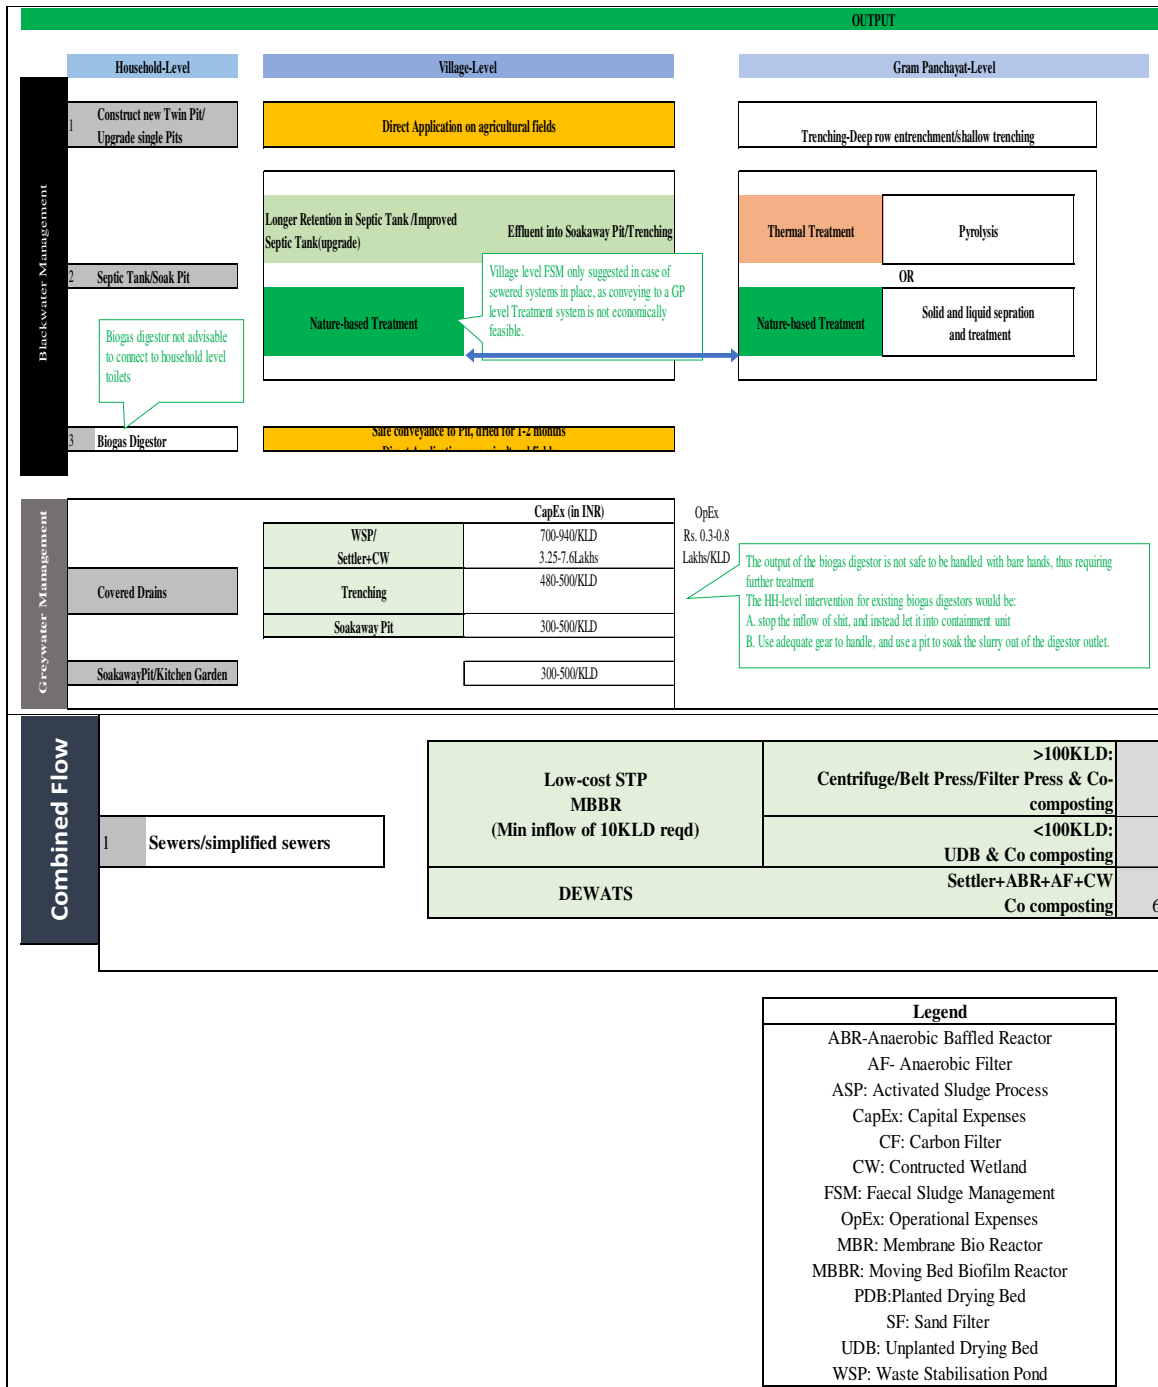 OUTPUT
Household-Level
Village-Level
Gram Panchayat-Level
Blackwater Management
1
Construct new Twin Pit/
Upgrade single Pits
Direct Application on agricultural fields
Trenching-Deep row entrenchment/shallow trenching
Longer Retention in Septic Tank /Improved
Septic Tank(upgrade)
Effluent into Soakaway Pit/Trenching
Thermal Treatment
Pyrolysis
2 Septic Tank/Soak Pit
Village level FSM only suggested in case of
sewered systems in place, as conveying to a GP
level Treatment system is not economically
feasible.
OR
Nature-based Treatment
Nature-based Treatment
Solid and liquid sepration
and treatment
Biogas digestor not advisable
to connect to household level
toilets
3 Biogas Digestor
Safe conveyance to Pit, dried for 1-2 months
Direct Application on agricultural fields
Greywater Management
CapEx (in INR)
OpEx
WSP/
Settler+CW
700-940/KLD
3.25-7.6Lakhs
Rs. 0.3-0.8
Lakhs/KLD
Covered Drains
Trenching
480-500/KLD
Soakaway Pit
300-500/KLD
SoakawayPit/Kitchen Garden
300-500/KLD
The output of the biogas digestor is not safe to be handled with bare hands, thus requiring
further treatment
The HH-level intervention for existing biogas digestors would be:
A. stop the inflow of shit, and instead let it into containment unit
B. Use adequate gear to handle, and use a pit to soak the slurry out of the digestor outlet.
Combined Flow
1 Sewers/simplified sewers
Low-cost STP
MBBR
(Min inflow of 10KLD reqd)
>100KLD:
Centrifuge/Belt Press/Filter Press & Co-
composting
<100KLD:
UDB & Co composting
DEWATS
Settler+ABR+AF+CW
Co composting
6
Legend
ABR-Anaerobic Baffled Reactor
AF- Anaerobic Filter
ASP: Activated Sludge Process
CapEx: Capital Expenses
CF: Carbon Filter
CW: Contructed Wetland
FSM: Faecal Sludge Management
OpEx: Operational Expenses
MBR: Membrane Bio Reactor
MBBR: Moving Bed Biofilm Reactor
PDB:Planted Drying Bed
SF: Sand Filter
UDB: Unplanted Drying Bed
WSP: Waste Stabilisation Pond